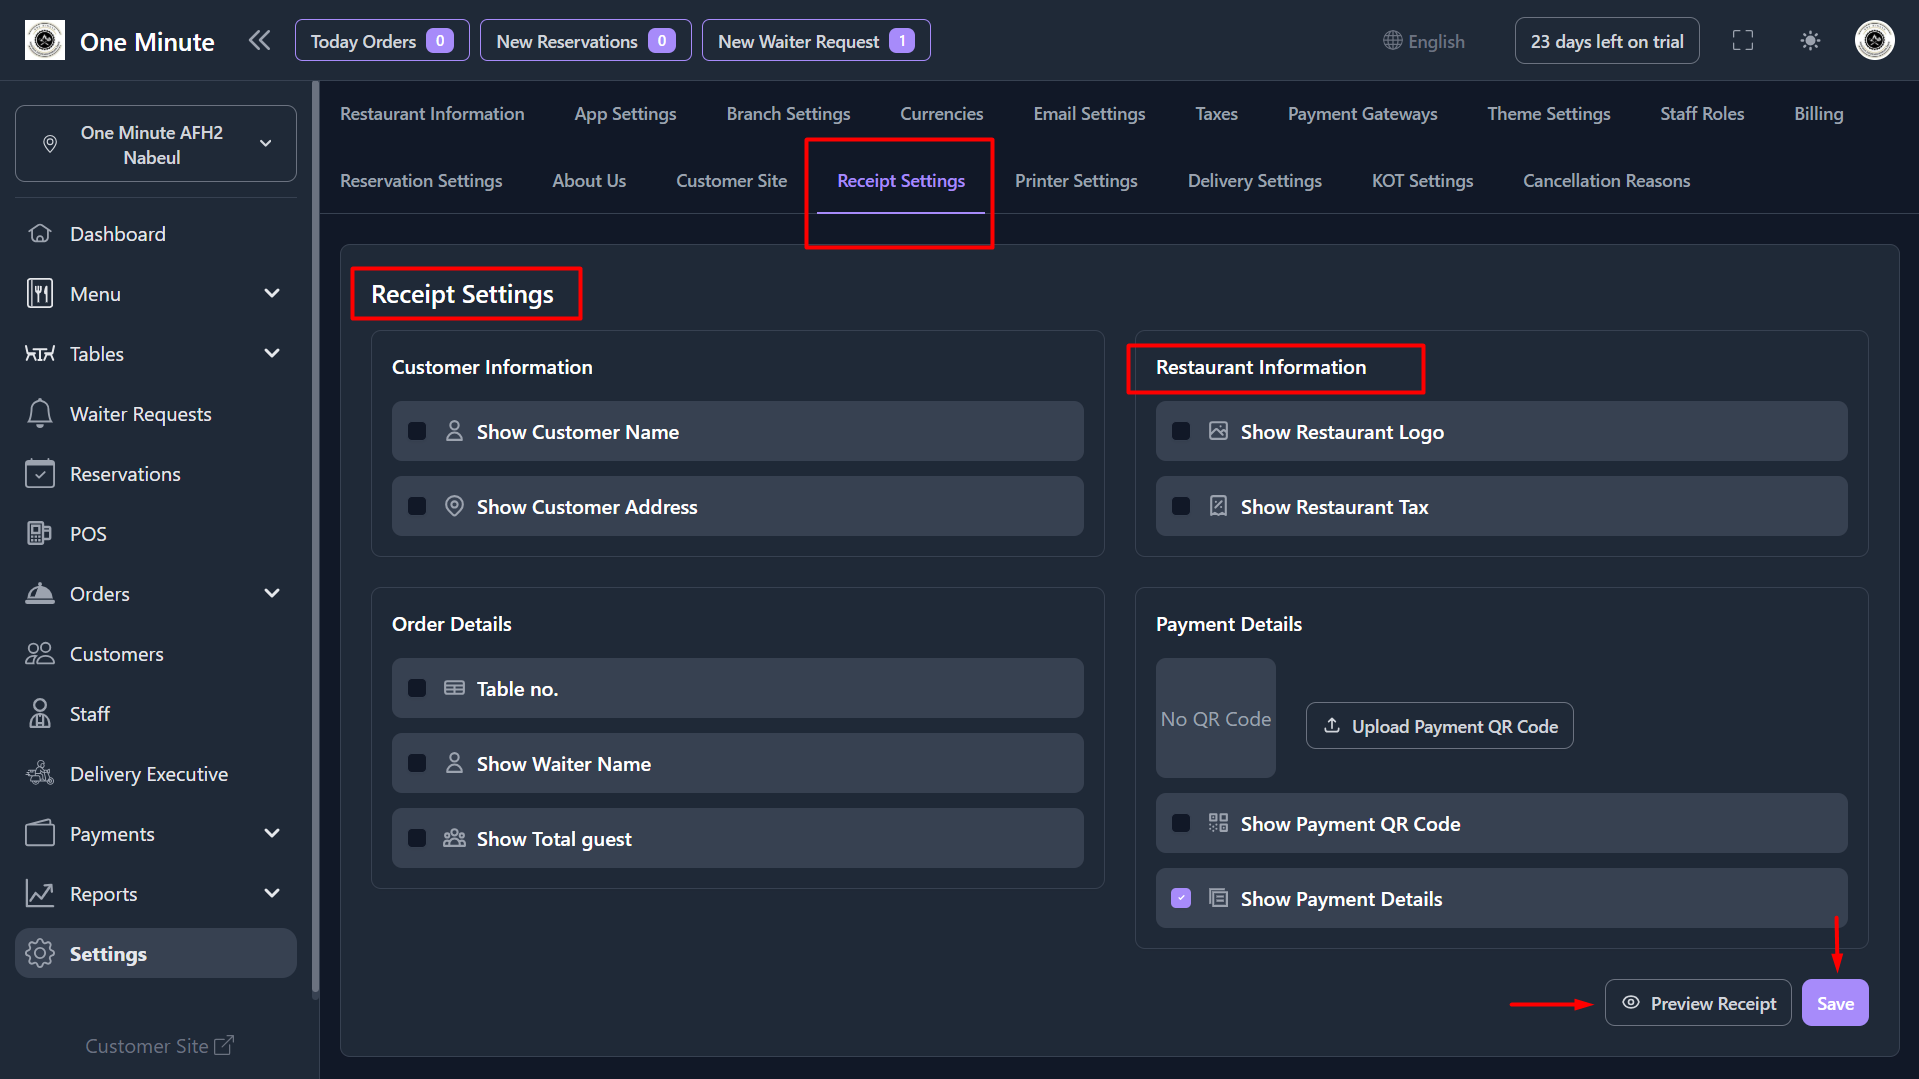 One Minute
Today Orders 0
New Reservations 0
New Waiter Request 1
English
23 days left on trial
One Minute AFH2
Nabeul
Dashboard
Menu
Tables
Waiter Requests
Reservations
POS
Orders
Customers
Staff
Delivery Executive
Payments
Reports
Settings
Customer Site
Restaurant Information
App Settings
Branch Settings
Currencies
Email Settings
Taxes
Payment Gateways
Theme Settings
Staff Roles
Billing
Reservation Settings
About Us
Customer Site
Receipt Settings
Printer Settings
Delivery Settings
KOT Settings
Cancellation Reasons
Receipt Settings
Customer Information
Show Customer Name
Show Customer Address
Restaurant Information
Show Restaurant Logo
Show Restaurant Tax
Order Details
Table no.
Show Waiter Name
Show Total guest
Payment Details
No QR Code
Upload Payment QR Code
Show Payment QR Code
Show Payment Details
Preview Receipt
Save